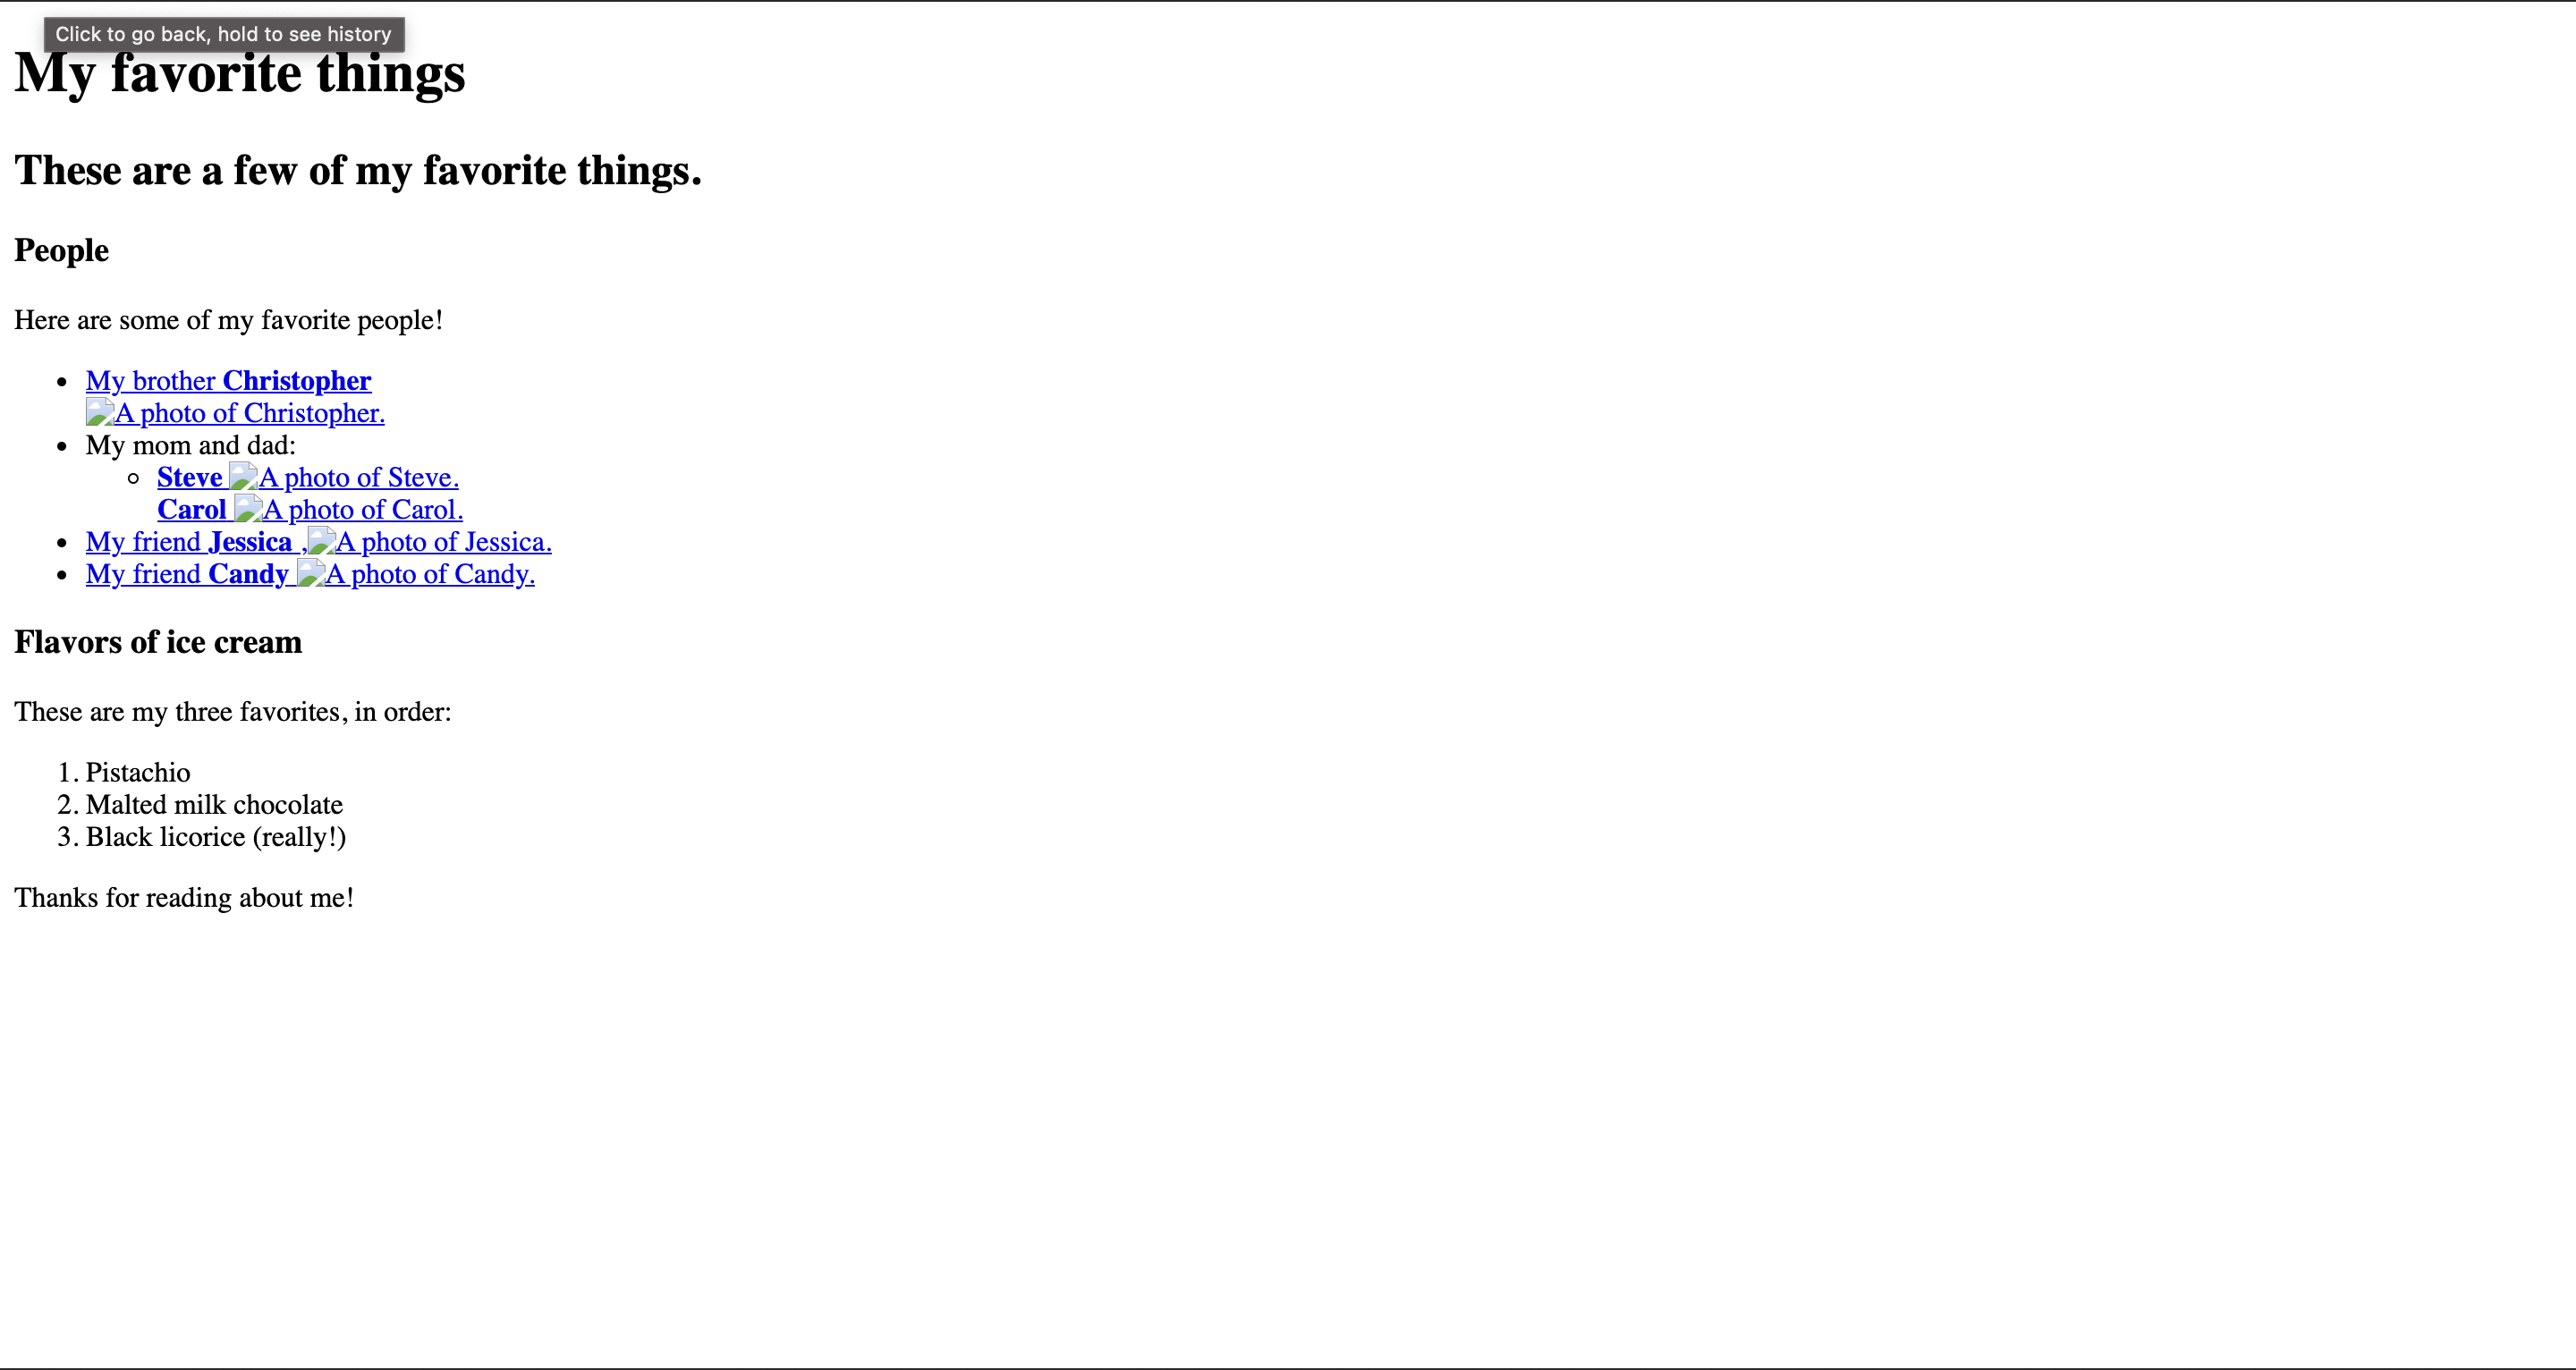 Click to go back, hold to see history
My favorite things
These are a few of my favorite things.
People
Here are some of my favorite people!
My brother Christopher
A photo of Christopher.
My mom and dad:
Steve A photo of Steve.
Carol A photo of Carol.
My friend Jessica ,A photo of Jessica.
My friend Candy A photo of Candy.
Flavors of ice cream
These are my three favorites, in order:
1. Pistachio
2. Malted milk chocolate
3. Black licorice (really!)
Thanks for reading about me!